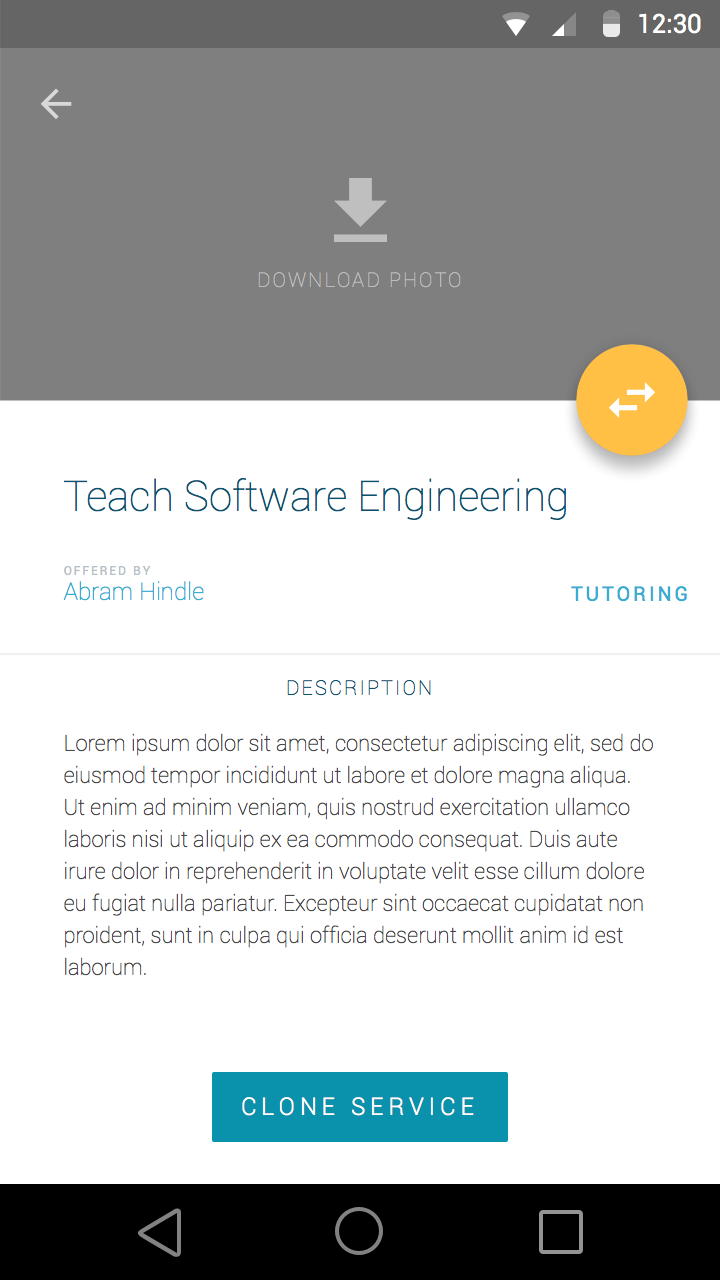 12:30
DOWNLOAD PHOTO
Teach Software Engineering
OFFERED BY
Abram Hindle
TUTORING
DESCRIPTION
Lorem ipsum dolor sit amet, consectetur adipiscing elit, sed do
eiusmod tempor incididunt ut labore et dolore magna aliqua.
Ut enim ad minim veniam, quis nostrud exercitation ullamco
laboris nisi ut aliquip ex ea commodo consequat. Duis aute
irure dolor in reprehenderit in voluptate velit esse cillum dolore
eu fugiat nulla pariatur. Excepteur sint occaecat cupidatat non
proident, sunt in culpa qui officia deserunt mollit anim id est
laborum.
CLONE SERVICE